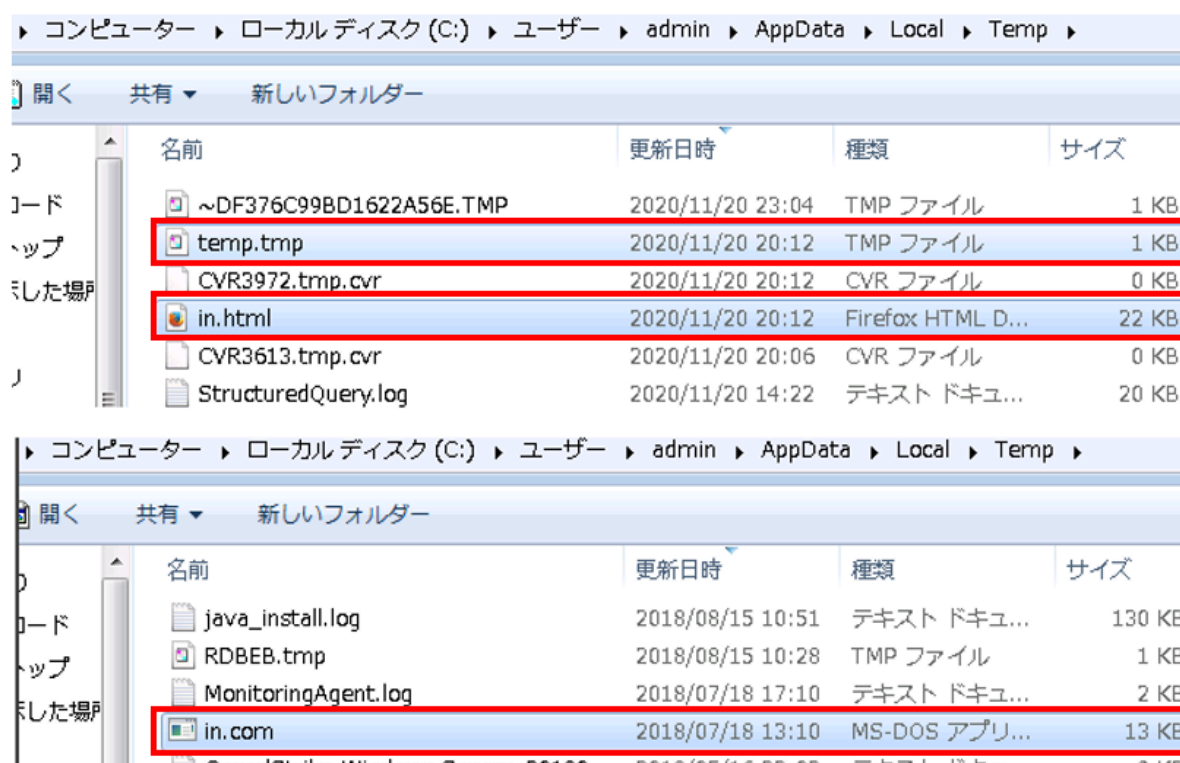 コンピューター ▸ ローカル ディスク (C:) ▸ ユーザー ▸ admin ▸ AppData ▸ Local ▸ Temp ▸
開く 共有 ▼ 新しいフォルダー
名前 更新日時 種類 サイズ
~DF376C99BD1622A56E.TMP 2020/11/20 23:04 TMP ファイル 1 KB
ード
temp.tmp 2020/11/20 20:12 TMP ファイル 1 KB
トップ
CVR3972.tmp.cvr 2020/11/20 20:12 CVR ファイル 0 KB
した場所
in.html 2020/11/20 20:12 Firefox HTML D... 22 KB
CVR3613.tmp.cvr 2020/11/20 20:06 CVR ファイル 0 KB
StructuredQuery.log 2020/11/20 14:22 テキスト ドキュ... 20 KB
コンピューター ▸ ローカル ディスク (C:) ▸ ユーザー ▸ admin ▸ AppData ▸ Local ▸ Temp ▸
開く 共有 ▼ 新しいフォルダー
名前 更新日時 種類 サイズ
java_install.log 2018/08/15 10:51 テキスト ドキュ... 130 KB
ード
RDBEB.tmp 2018/08/15 10:28 TMP ファイル 1 KB
トップ
MonitoringAgent.log 2018/07/18 17:10 テキスト ドキュ... 2 KB
した場所
in.com 2018/07/18 13:10 MS-DOS アプリ... 13 KB